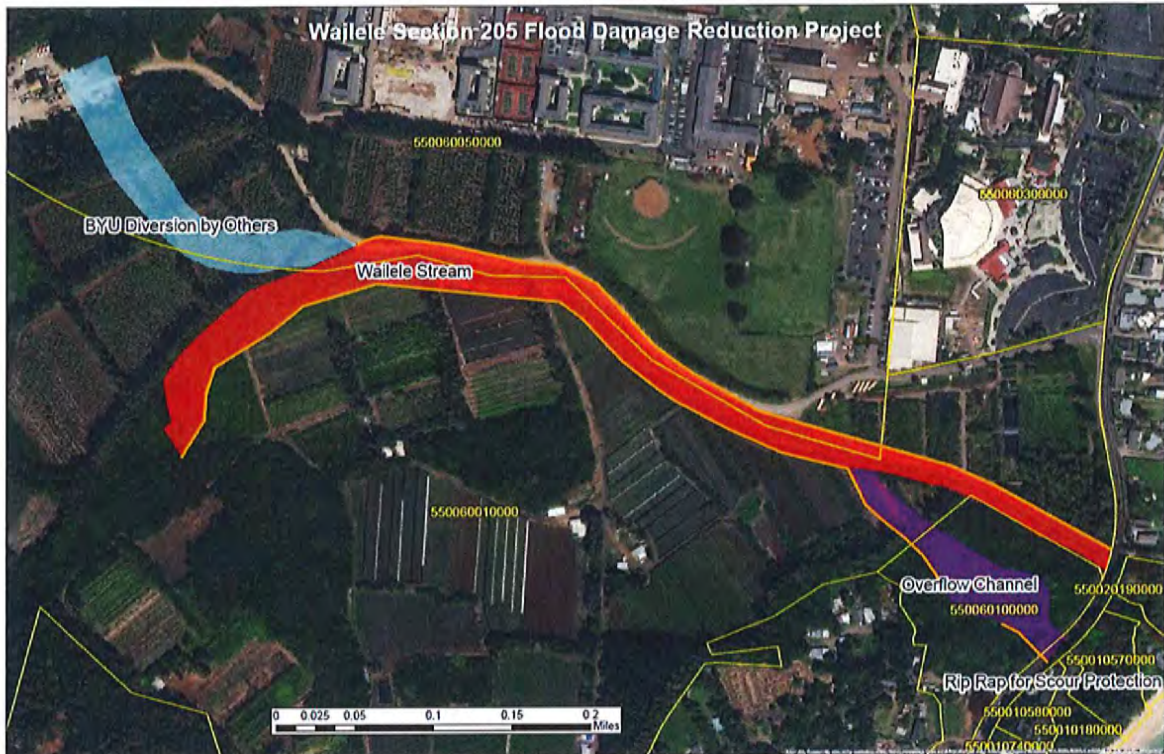 Wailele Section 205 Flood Damage Reduction Project
550060050000
550060300000
BYU Diversion by Others
Wailele Stream
550060010000
Overflow Channel
550020190000
550060100000
550010570000
Rip Rap for Scour Protection
550010580000
550010180000
550010740000
0 0.025 0.05 0.1 0.15 0.2
Miles